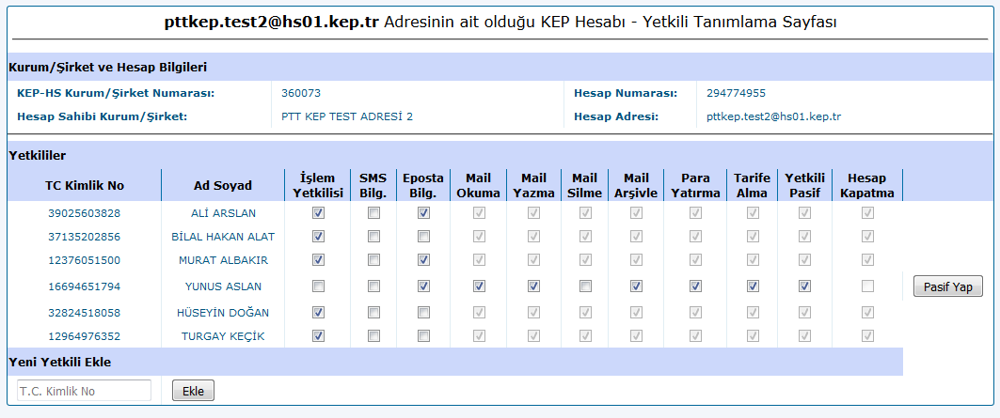 pttkep.test2@hs01.kep.tr Adresinin ait olduğu KEP Hesabı - Yetkili Tanımlama Sayfası
Kurum/Şirket ve Hesap Bilgileri
KEP-HS Kurum/Şirket Numarası: 360073 Hesap Numarası: 294774955
Hesap Sahibi Kurum/Şirket: PTT KEP TEST ADRESİ 2 Hesap Adresi: pttkep.test2@hs01.kep.tr
Yetkililer
TC Kimlik No Ad Soyad İşlem Yetkilisi SMS Bilg. Eposta Bilg. Mail Okuma Mail Yazma Mail Silme Mail Arşivle Para Yatırma Tarife Alma Yetkili Pasif Hesap Kapatma
39025603828 ALİ ARSLAN
37135202856 BİLAL HAKAN ALAT
12376051500 MURAT ALBAKIR
16694651794 YUNUS ASLAN Pasif Yap
32824518058 HÜSEYİN DOĞAN
12964976352 TURGAY KEÇİK
Yeni Yetkili Ekle
T.C. Kimlik No Ekle